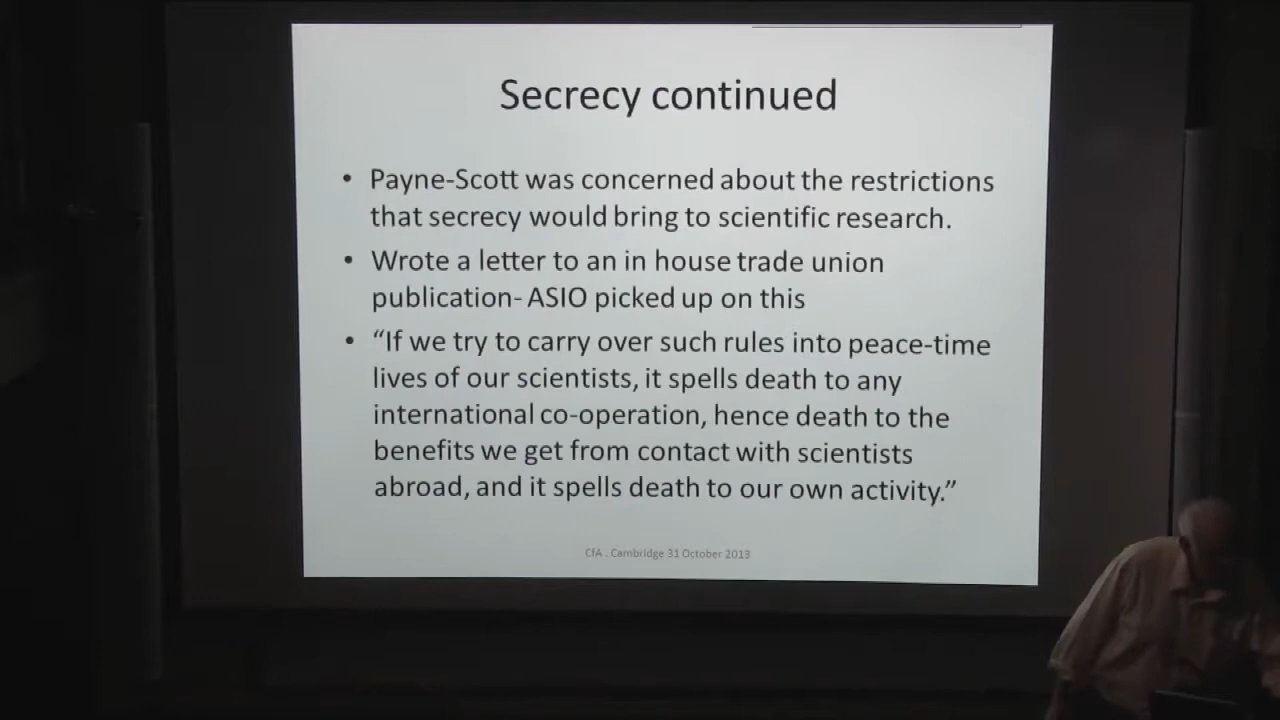 Secrecy continued
• Payne-Scott was concerned about the restrictions
that secrecy would bring to scientific research.
• Wrote a letter to an in house trade union
publication- ASIO picked up on this
• “If we try to carry over such rules into peace-time
lives of our scientists, it spells death to any
international co-operation, hence death to the
benefits we get from contact with scientists
abroad, and it spells death to our own activity.”
CfA . Cambridge 31 October 2013